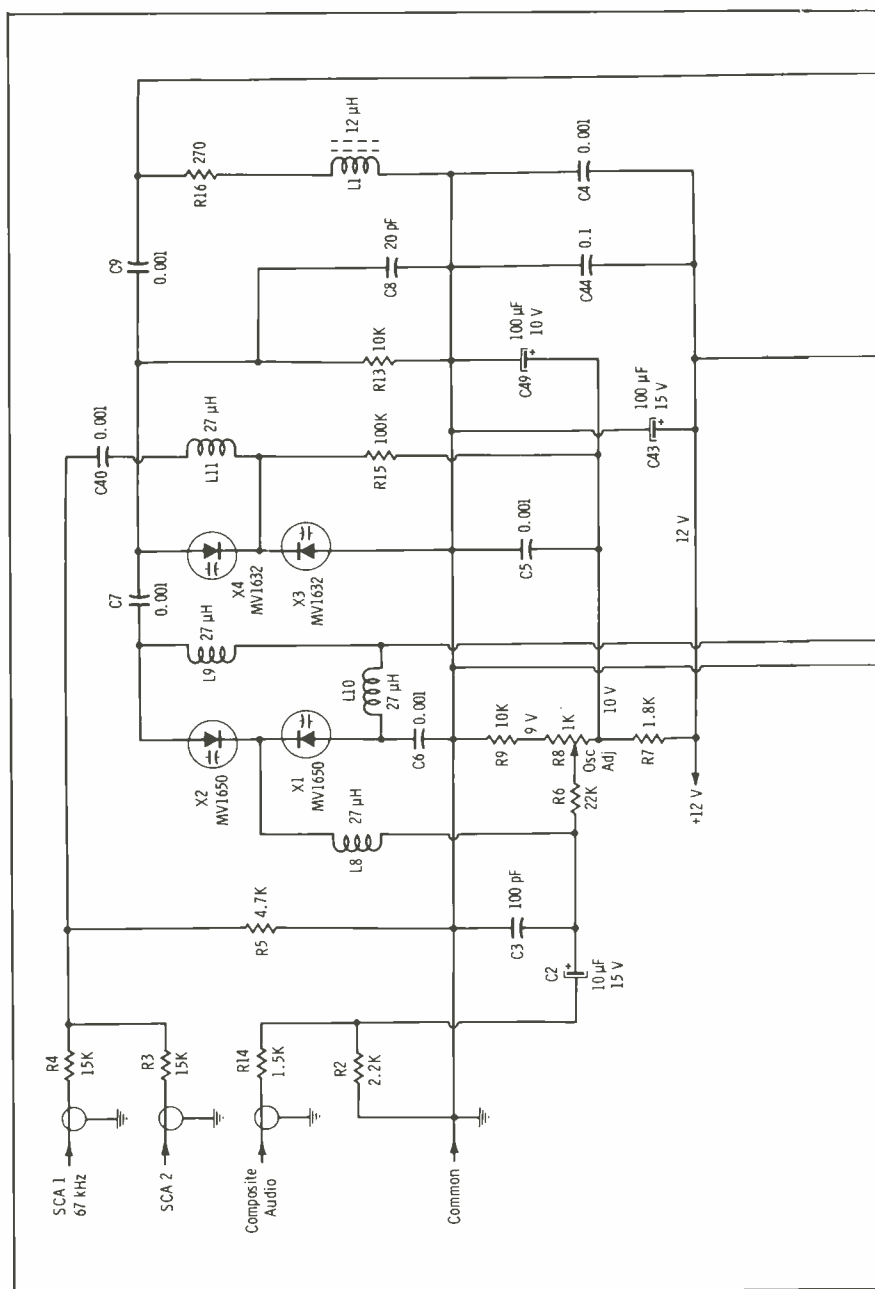 SCA 1
67 kHz
R4
15K
SCA 2
R3
15K
Composite
Audio
R14
1.5K
R2
2.2K
Common
R5
4.7K
C3
100 pF
C2
+
10 µF
15 V
X2
MV1650
X1
MV1650
L8
27 µH
L9
27 µH
L10
27 µH
C6
0.001
R9
10K
9 V
R8
1K
Osc
Adj
10 V
R6
22K
R7
1.8K
+12 V
C7
0.001
X4
MV1632
X3
MV1632
C5
0.001
C40
0.001
L11
27 µH
R15
100K
R13
10K
C49
+
100 µF
10 V
C43
+
100 µF
15 V
12 V
C9
0.001
C8
20 pF
C44
0.1
R16
270
L1
12 µH
C4
0.001